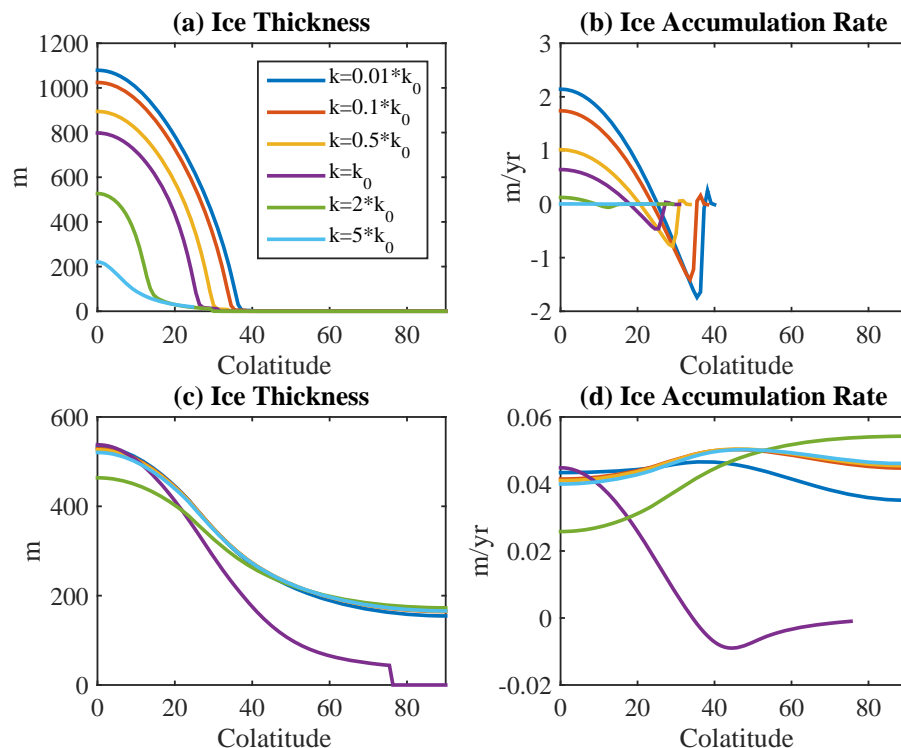 (a) Ice Thickness
1200
1000
800
600
400
200
0
m
0 20 40 60 80
Colatitude
k=0.01*k0
k=0.1*k0
k=0.5*k0
k=k0
k=2*k0
k=5*k0
(b) Ice Accumulation Rate
3
2
1
0
-1
-2
m/yr
0 20 40 60 80
Colatitude
(c) Ice Thickness
600
400
200
0
m
0 20 40 60 80
Colatitude
(d) Ice Accumulation Rate
0.06
0.04
0.02
0
-0.02
m/yr
0 20 40 60 80
Colatitude